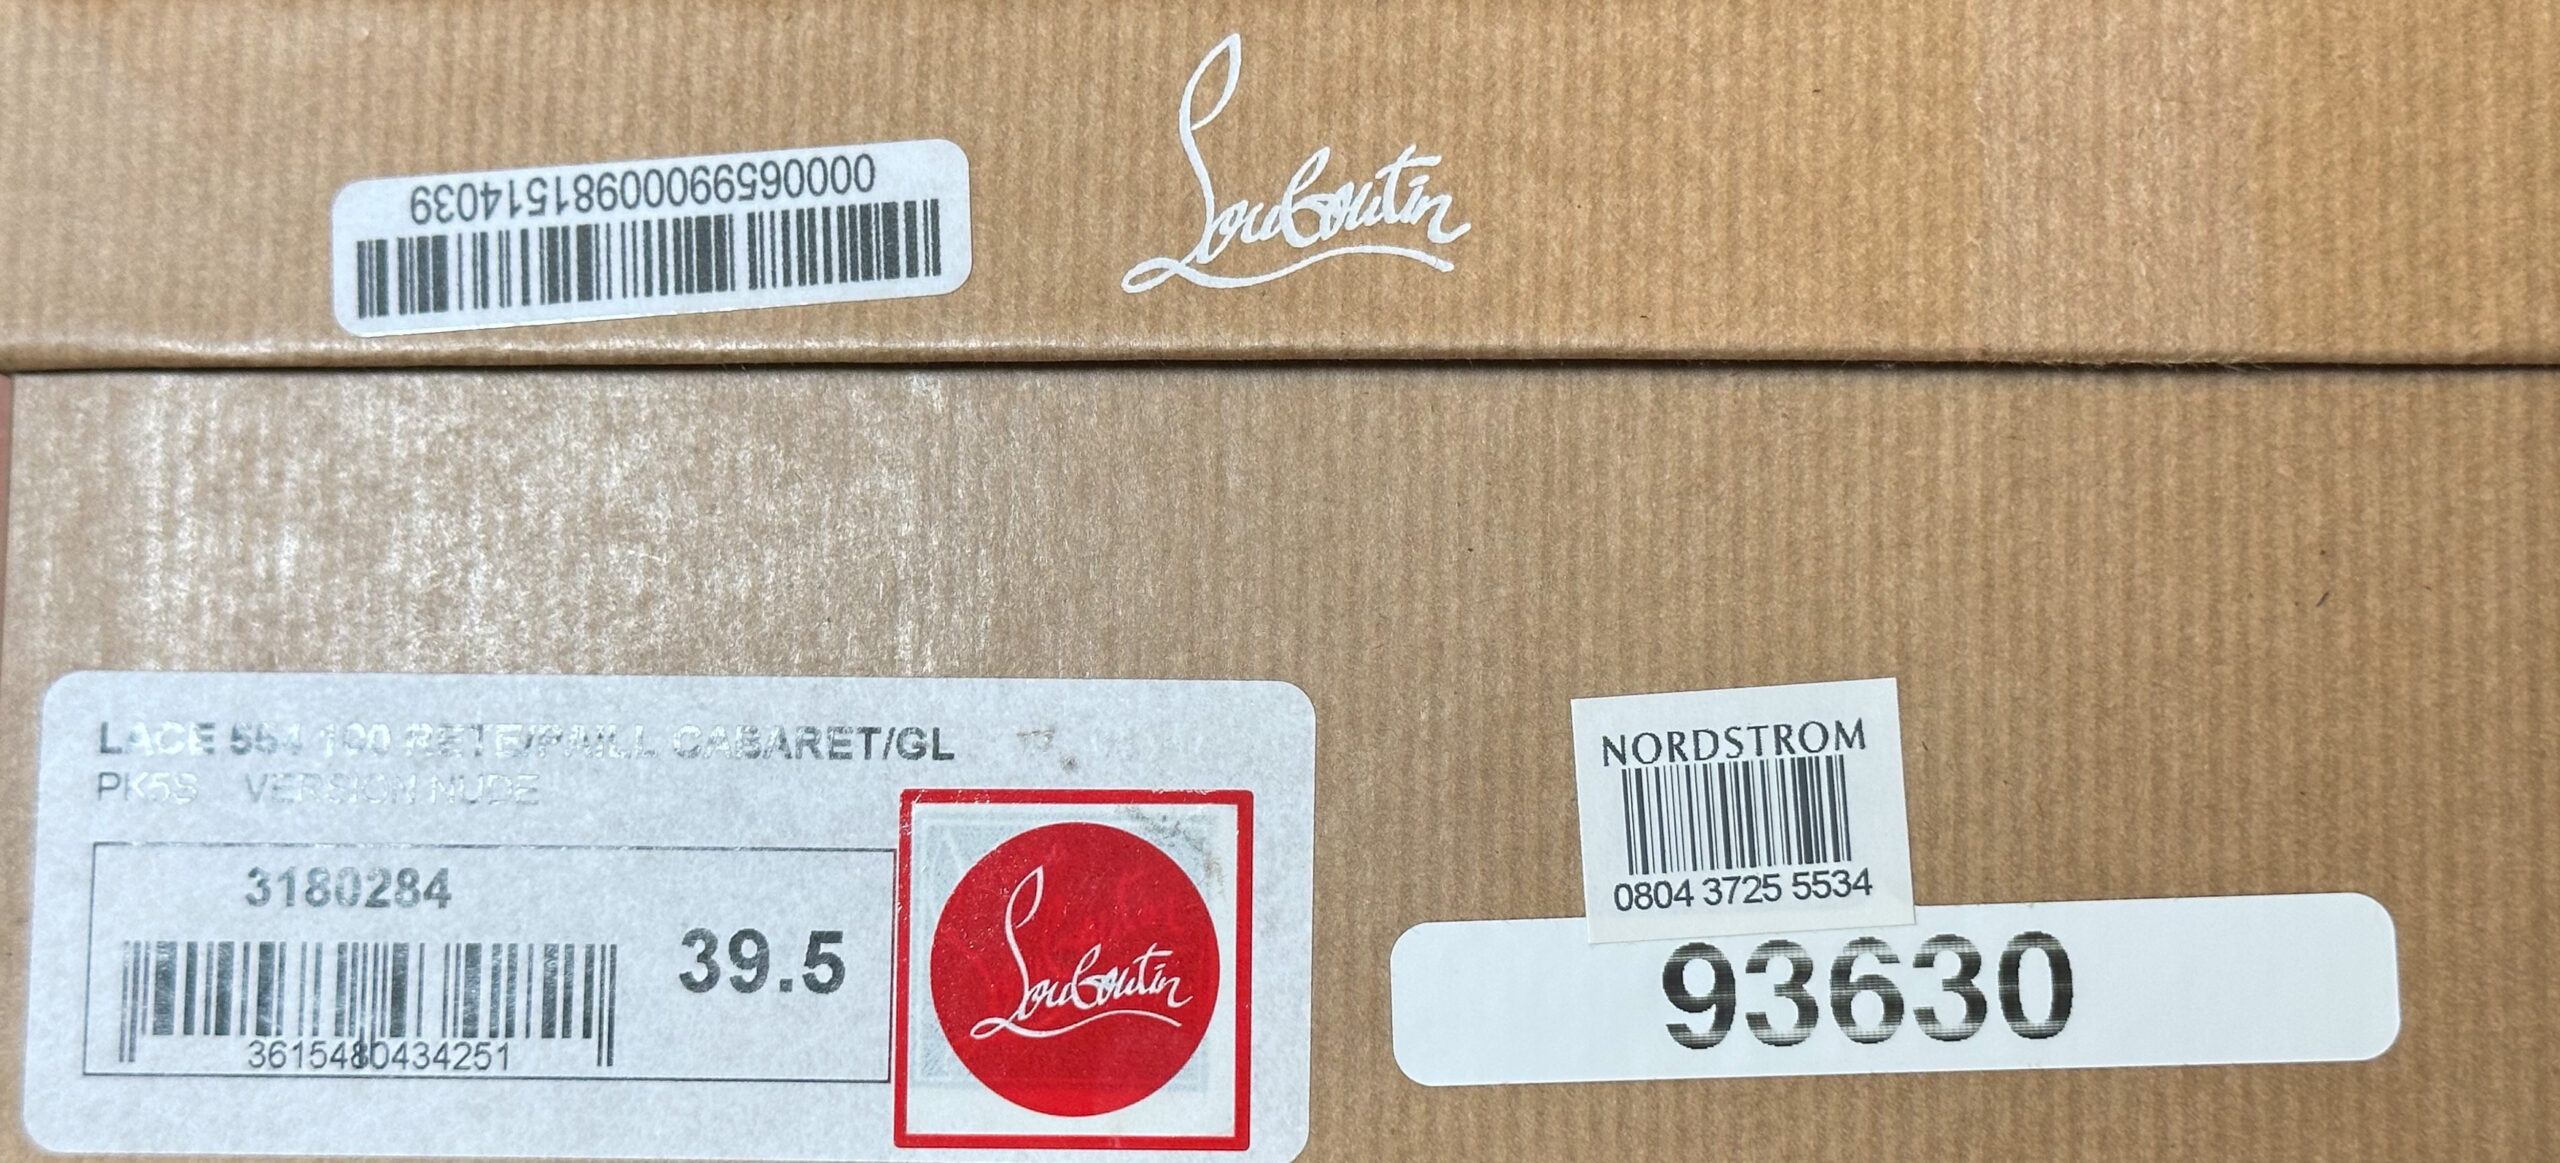 00006599000981514039
Louboutin
LACE 554 100 RETE/PAILL CABARET/GL
PK5S VERSION NUDE
3180284
39.5
3615480434251
Louboutin
NORDSTROM
0804 3725 5534
93630